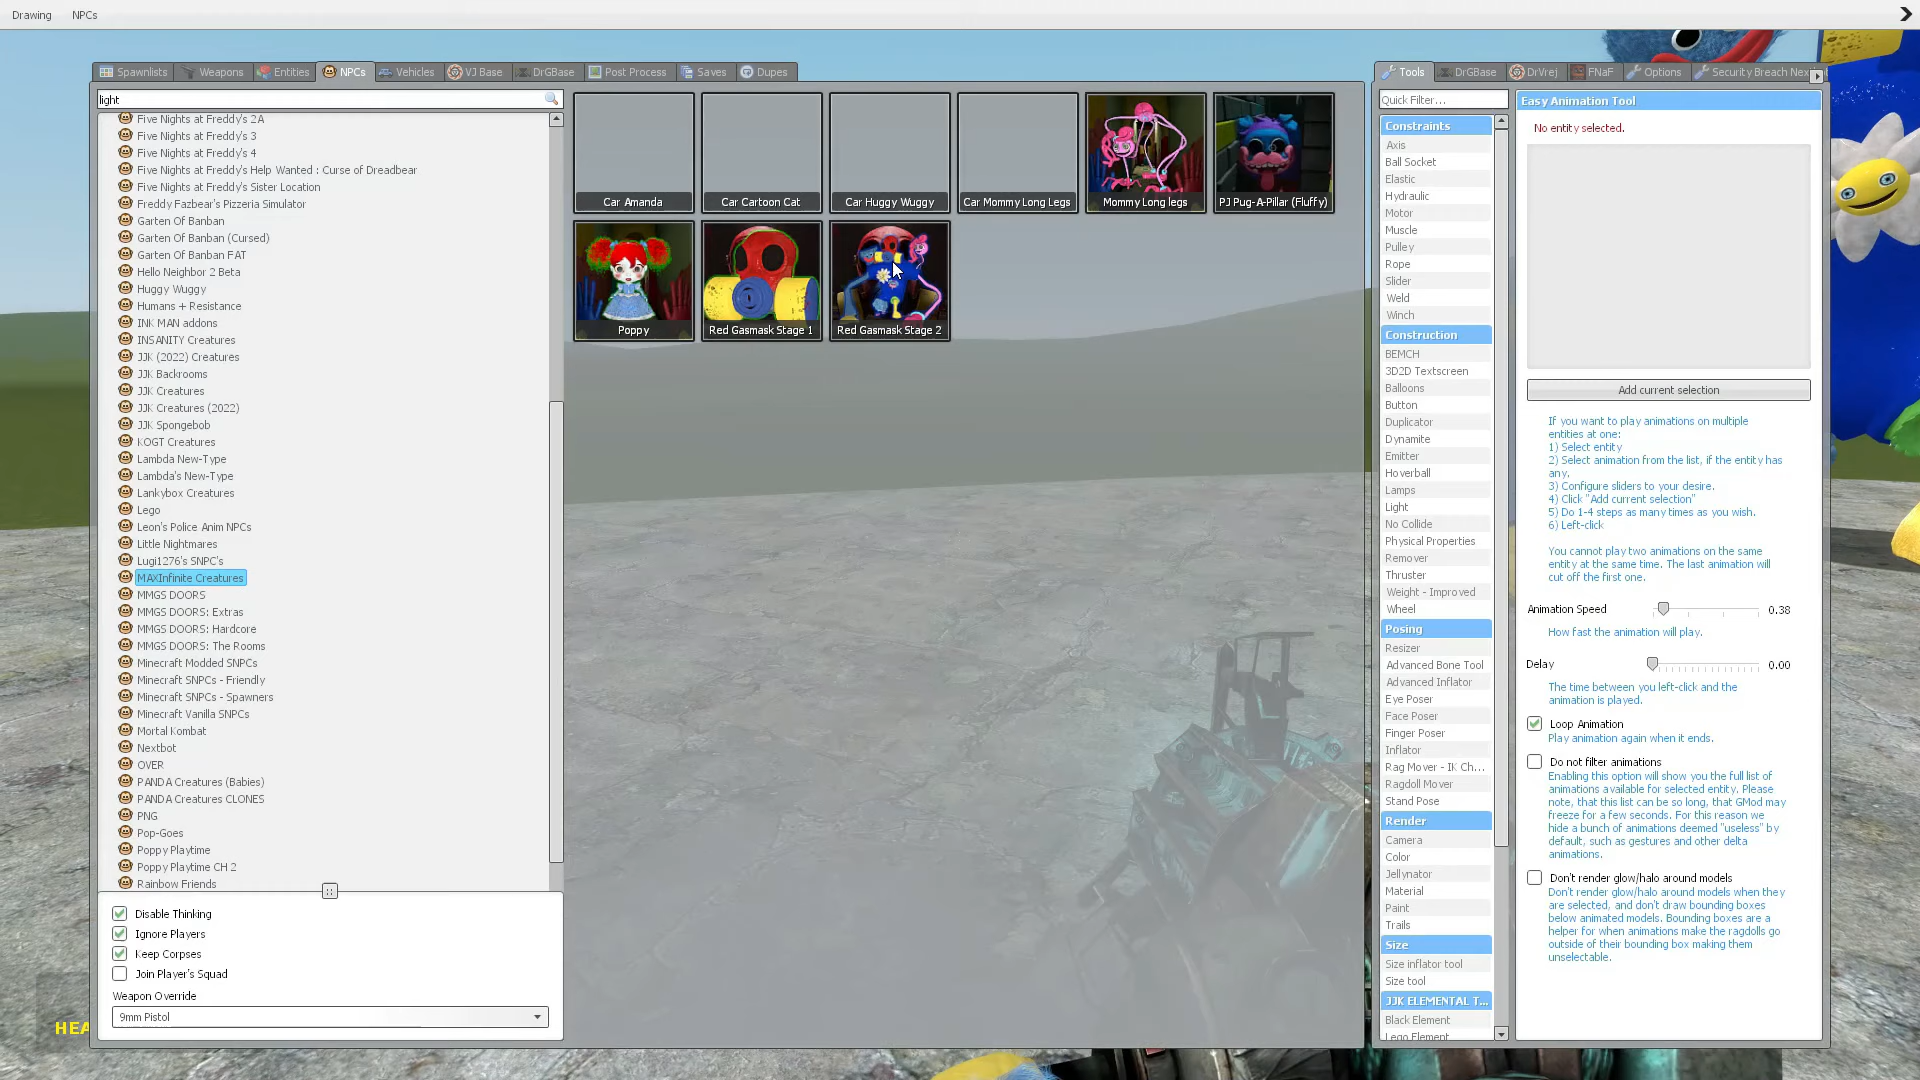 Drawing NPCs
Spawnlists Weapons Entities NPCs Vehicles VJ Base DrGBase Post Process Saves Dupes
light
Five Nights at Freddy's 2A
Five Nights at Freddy's 3
Five Nights at Freddy's 4
Five Nights at Freddy's Help Wanted : Curse of Dreadbear
Five Nights at Freddy's Sister Location
Freddy Fazbear's Pizzeria Simulator
Garten Of Banban
Garten Of Banban (Cursed)
Garten Of Banban FAT
Hello Neighbor 2 Beta
Huggy Wuggy
Humans + Resistance
INK MAN addons
INSANITY Creatures
JJK (2022) Creatures
JJK Backrooms
JJK Creatures
JJK Creatures (2022)
JJK Spongebob
KOGT Creatures
Lambda New-Type
Lambda's New-Type
Lankybox Creatures
Lego
Leon's Police Anim NPCs
Little Nightmares
Lugi1276's SNPC's
MAXInfinite Creatures
MMGS DOORS
MMGS DOORS: Extras
MMGS DOORS: Hardcore
MMGS DOORS: The Rooms
Minecraft Modded SNPCs
Minecraft SNPCs - Friendly
Minecraft SNPCs - Spawners
Minecraft Vanilla SNPCs
Mortal Kombat
Nextbot
OVER
PANDA Creatures (Babies)
PANDA Creatures CLONES
PNG
Pop-Goes
Poppy Playtime
Poppy Playtime CH 2
Rainbow Friends
Disable Thinking
Ignore Players
Keep Corpses
Join Player's Squad
Weapon Override
9mm Pistol
HEA
Car Amanda
Car Cartoon Cat
Car Huggy Wuggy
Car Mommy Long Legs
Mommy Long legs
PJ Pug-A-Pillar (Fluffy)
Poppy
Red Gasmask Stage 1
Red Gasmask Stage 2
Tools DrGBase DrVrej FNaF Options Security Breach Nex
Quick Filter...
Constraints
Axis
Ball Socket
Elastic
Hydraulic
Motor
Muscle
Pulley
Rope
Slider
Weld
Winch
Construction
BEMCH
3D2D Textscreen
Balloons
Button
Duplicator
Dynamite
Emitter
Hoverball
Lamps
Light
No Collide
Physical Properties
Remover
Thruster
Weight - Improved
Wheel
Posing
Resizer
Advanced Bone Tool
Advanced Inflator
Eye Poser
Face Poser
Finger Poser
Inflator
Rag Mover - IK Ch...
Ragdoll Mover
Stand Pose
Render
Camera
Color
Jellynator
Material
Paint
Trails
Size
Size inflator tool
Size tool
JJK ELEMENTAL T...
Black Element
Lego Element
Easy Animation Tool
No entity selected.
Add current selection
If you want to play animations on multiple
entities at one:
1) Select entity
2) Select animation from the list, if the entity has
any.
3) Configure sliders to your desire.
4) Click "Add current selection"
5) Do 1-4 steps as many times as you wish.
6) Left-click
You cannot play two animations on the same
entity at the same time. The last animation will
cut off the first one.
Animation Speed 0.38
How fast the animation will play.
Delay 0.00
The time between you left-click and the
animation is played.
Loop Animation
Play animation again when it ends.
Do not filter animations
Enabling this option will show you the full list of
animations available for selected entity. Please
note, that this list can be so long, that GMod may
freeze for a few seconds. For this reason we
hide a bunch of animations deemed "useless" by
default, such as gestures and other delta
animations.
Don't render glow/halo around models
Don't render glow/halo around models when they
are selected, and don't draw bounding boxes
below animated models. Bounding boxes are a
helper for when animations make the ragdolls go
outside of their bounding box making them
unselectable.